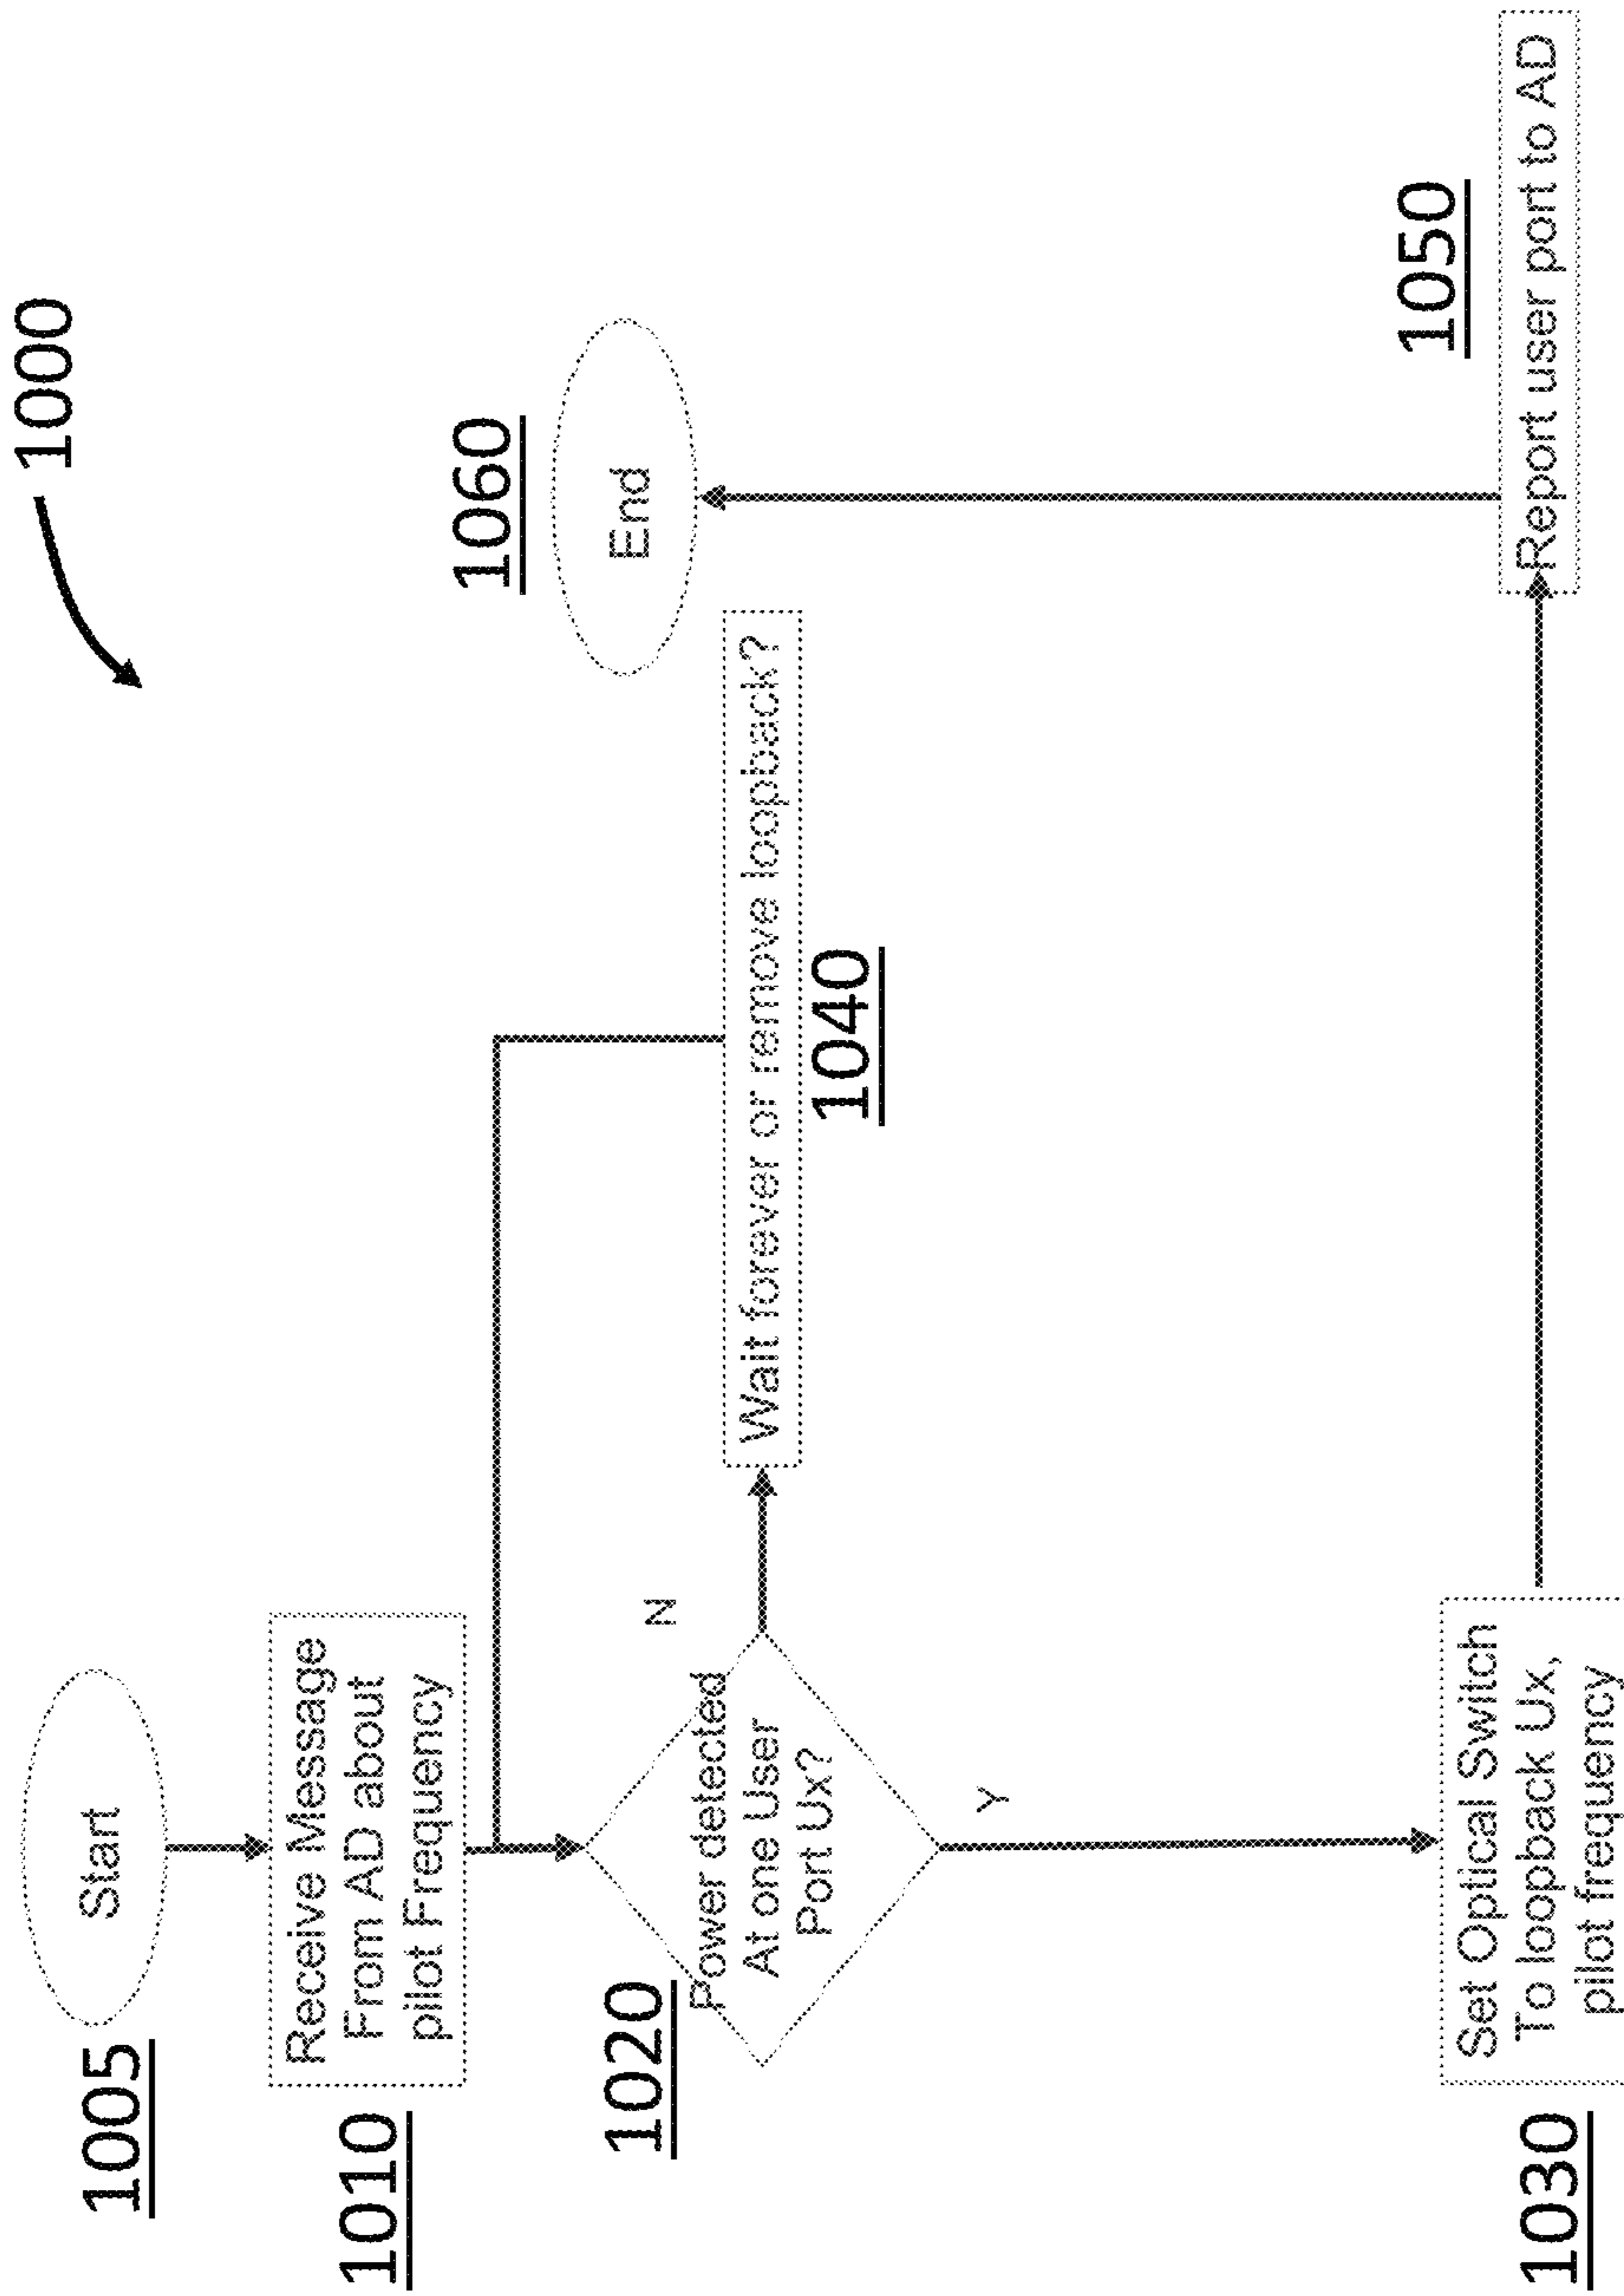 1000
1005
Start
1010
Receive Message
From AD about
pilot Frequency
1020
Power detected
At one User
Port Ux?
N
Y
Wait forever or remove loopback?
1040
1060
End
1030
Set Optical Switch
To loopback Ux,
pilot frequency
1050
Report user port to AD